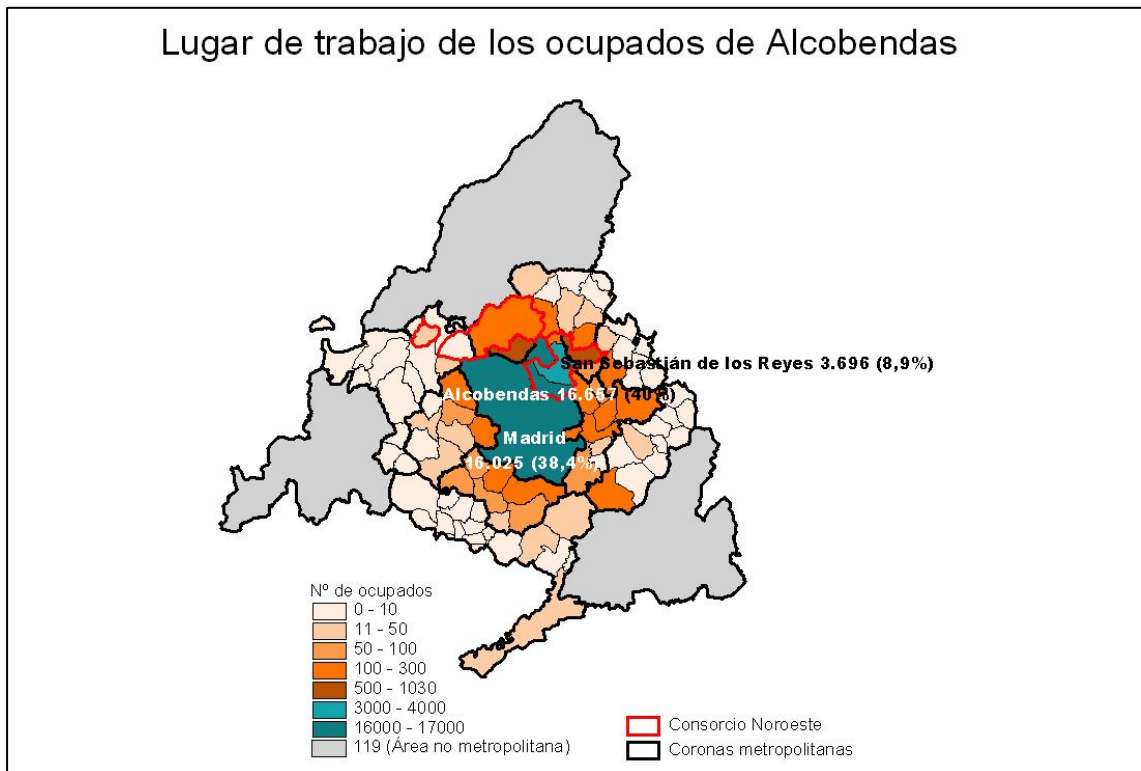 Lugar de trabajo de los ocupados de Alcobendas
San Sebastián de los Reyes 3.696 (8,9%)
Alcobendas 16.657 (40%)
Madrid
16.025 (38,4%)
Nº de ocupados
0 - 10
11 - 50
50 - 100
100 - 300
500 - 1030
3000 - 4000
16000 - 17000
119 (Área no metropolitana)
Consorcio Noroeste
Coronas metropolitanas